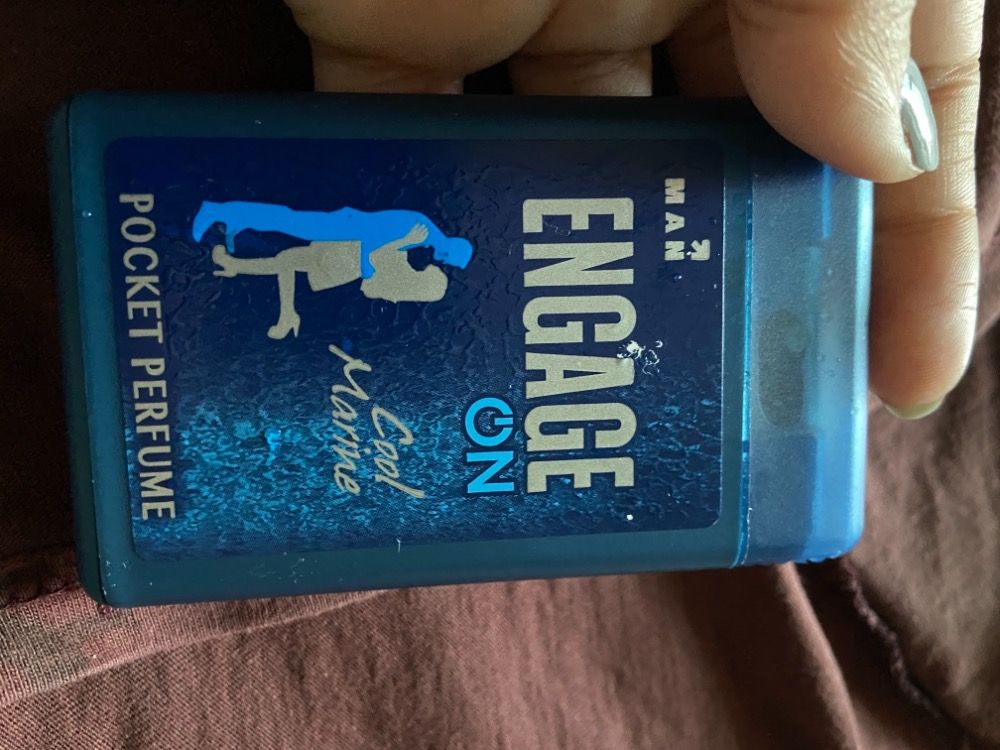 MAN
ENGAGE
ON
Cool
Marine
POCKET PERFUME